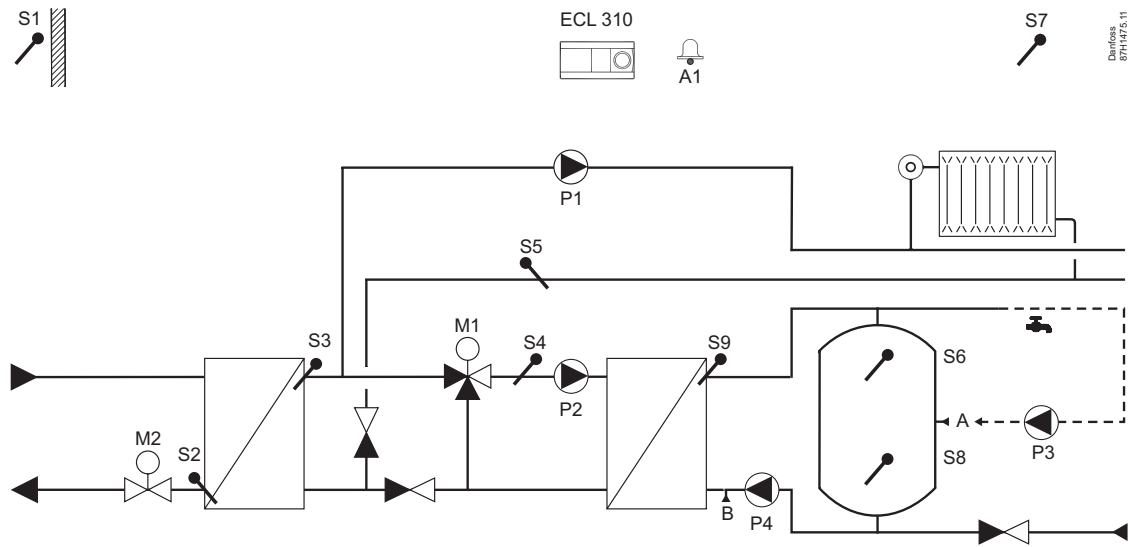 S1
ECL 310
A1
S7
Danfoss
87H1475.11
P1
S5
M1
S3
S4
S9
P2
S6
A
P3
M2
S2
S8
B
P4